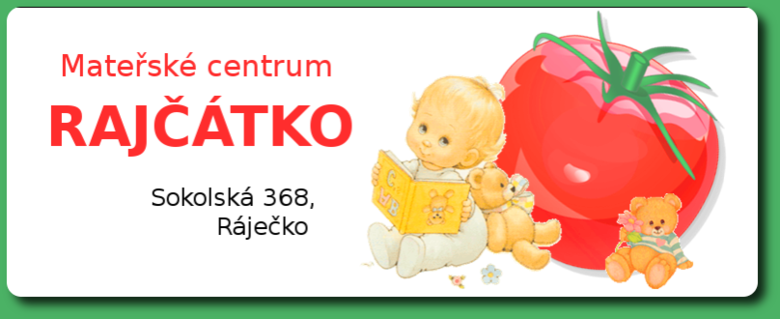 Mateřské centrum
RAJČÁTKO
Sokolská 368,
Ráječko